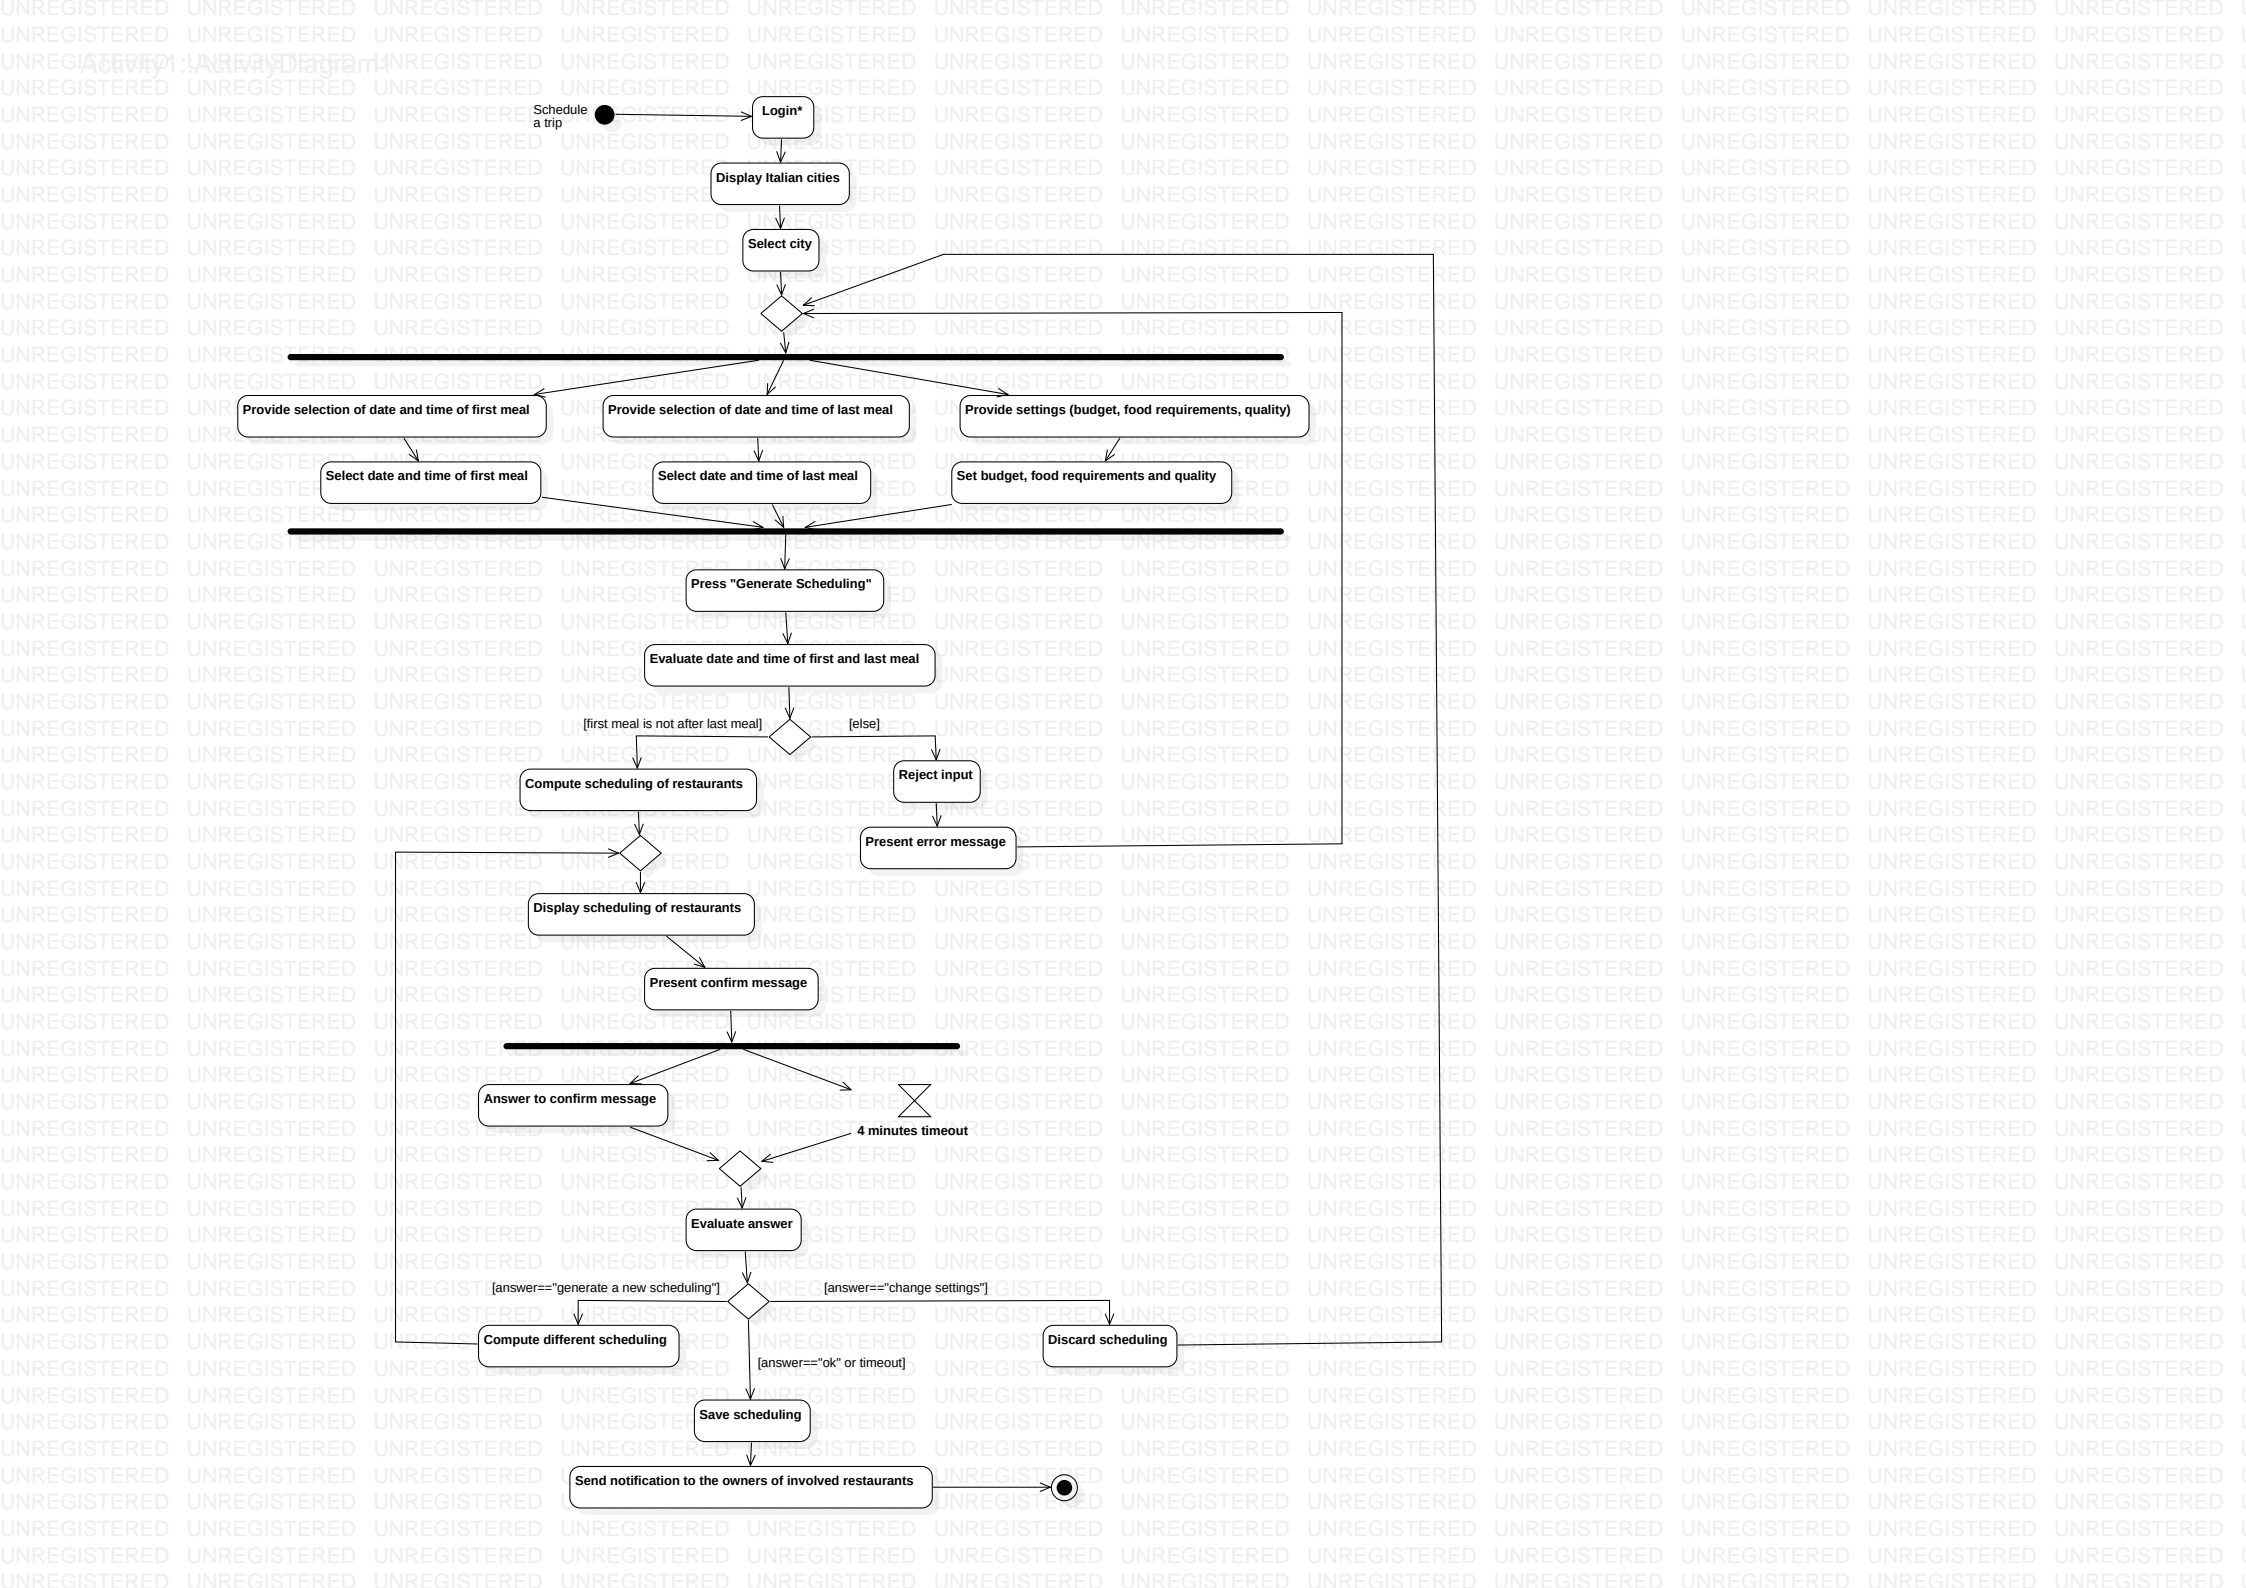 Activity1::ActivityDiagram1
Schedule
a trip
Login*
Display Italian cities
Select city
Provide selection of date and time of first meal
Provide selection of date and time of last meal
Provide settings (budget, food requirements, quality)
Select date and time of first meal
Select date and time of last meal
Set budget, food requirements and quality
Press "Generate Scheduling"
Evaluate date and time of first and last meal
[first meal is not after last meal]
[else]
Compute scheduling of restaurants
Reject input
Present error message
Display scheduling of restaurants
Present confirm message
Answer to confirm message
4 minutes timeout
Evaluate answer
[answer=="generate a new scheduling"]
[answer=="change settings"]
Compute different scheduling
Discard scheduling
[answer=="ok" or timeout]
Save scheduling
Send notification to the owners of involved restaurants
UNREGISTERED